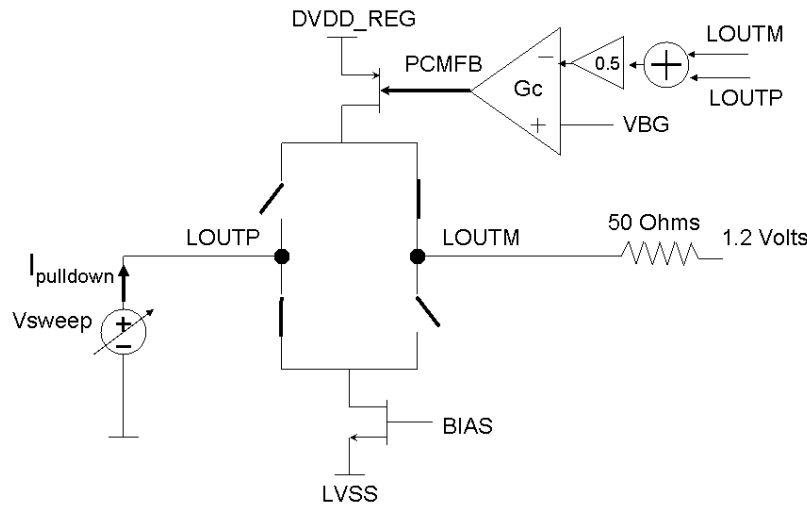 DVDD_REG
LOUTM
PCMFB
−
0.5
+
Gc
LOUTP
+
VBG
50 Ohms
LOUTP
LOUTM
1.2 Volts
Ipulldown
Vsweep
+
−
BIAS
LVSS